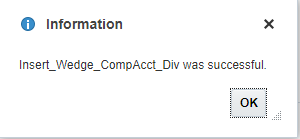 Information
Insert_Wedge_CompAcct_Div was successful.
OK